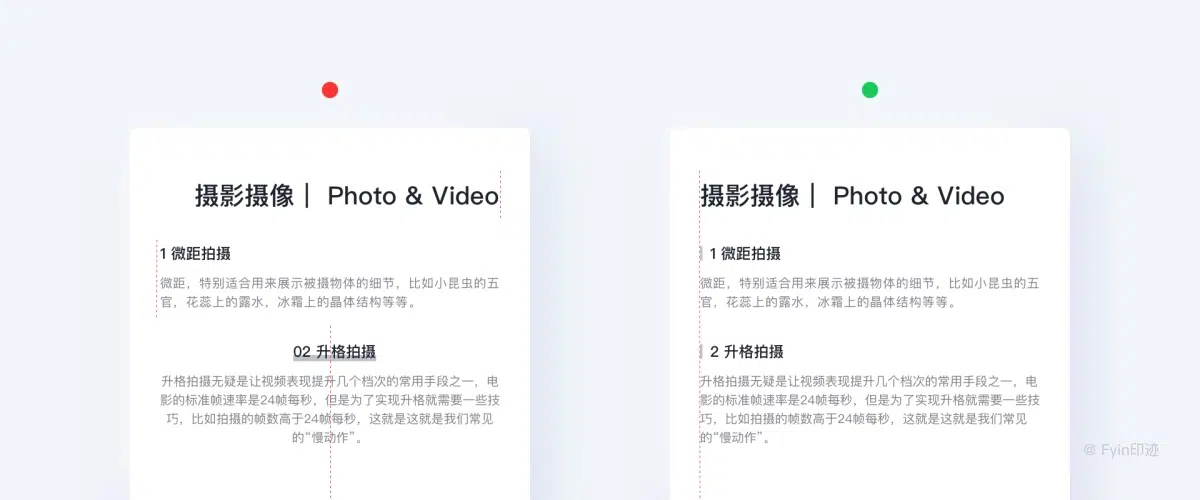 摄影摄像｜ Photo & Video
1 微距拍摄
微距，特别适合用来展示被摄物体的细节，比如小昆虫的五
官，花蕊上的露水，冰霜上的晶体结构等等。
02 升格拍摄
升格拍摄无疑是让视频表现提升几个档次的常用手段之一，电
影的标准帧速率是24帧每秒，但是为了实现升格就需要一些技
巧，比如拍摄的帧数高于24帧每秒，这就是这就是我们常见
的“慢动作”。
摄影摄像｜ Photo & Video
1 微距拍摄
微距，特别适合用来展示被摄物体的细节，比如小昆虫的五
官，花蕊上的露水，冰霜上的晶体结构等等。
2 升格拍摄
升格拍摄无疑是让视频表现提升几个档次的常用手段之一，电
影的标准帧速率是24帧每秒，但是为了实现升格就需要一些技
巧，比如拍摄的帧数高于24帧每秒，这就是这就是我们常见
的“慢动作”。
@ Fyin印迹